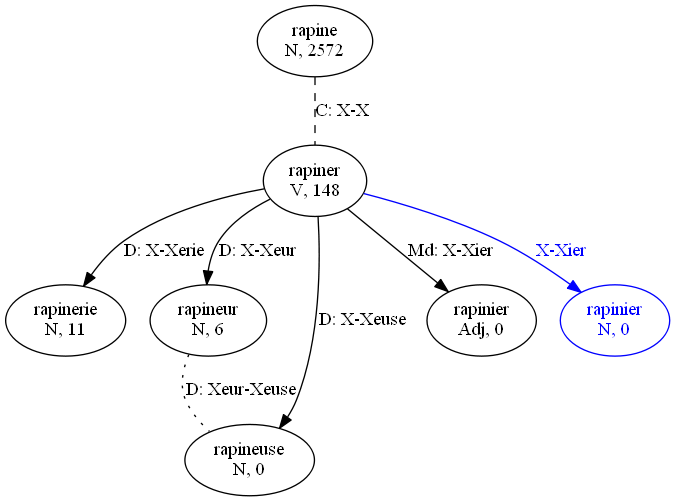 rapine
N, 2572
C: X-X
rapiner
V, 148
D: X-Xerie
D: X-Xeur
Md: X-Xier
X-Xier
rapinerie
N, 11
rapineur
N, 6
D: X-Xeuse
rapinier
Adj, 0
rapinier
N, 0
D: Xeur-Xeuse
rapineuse
N, 0